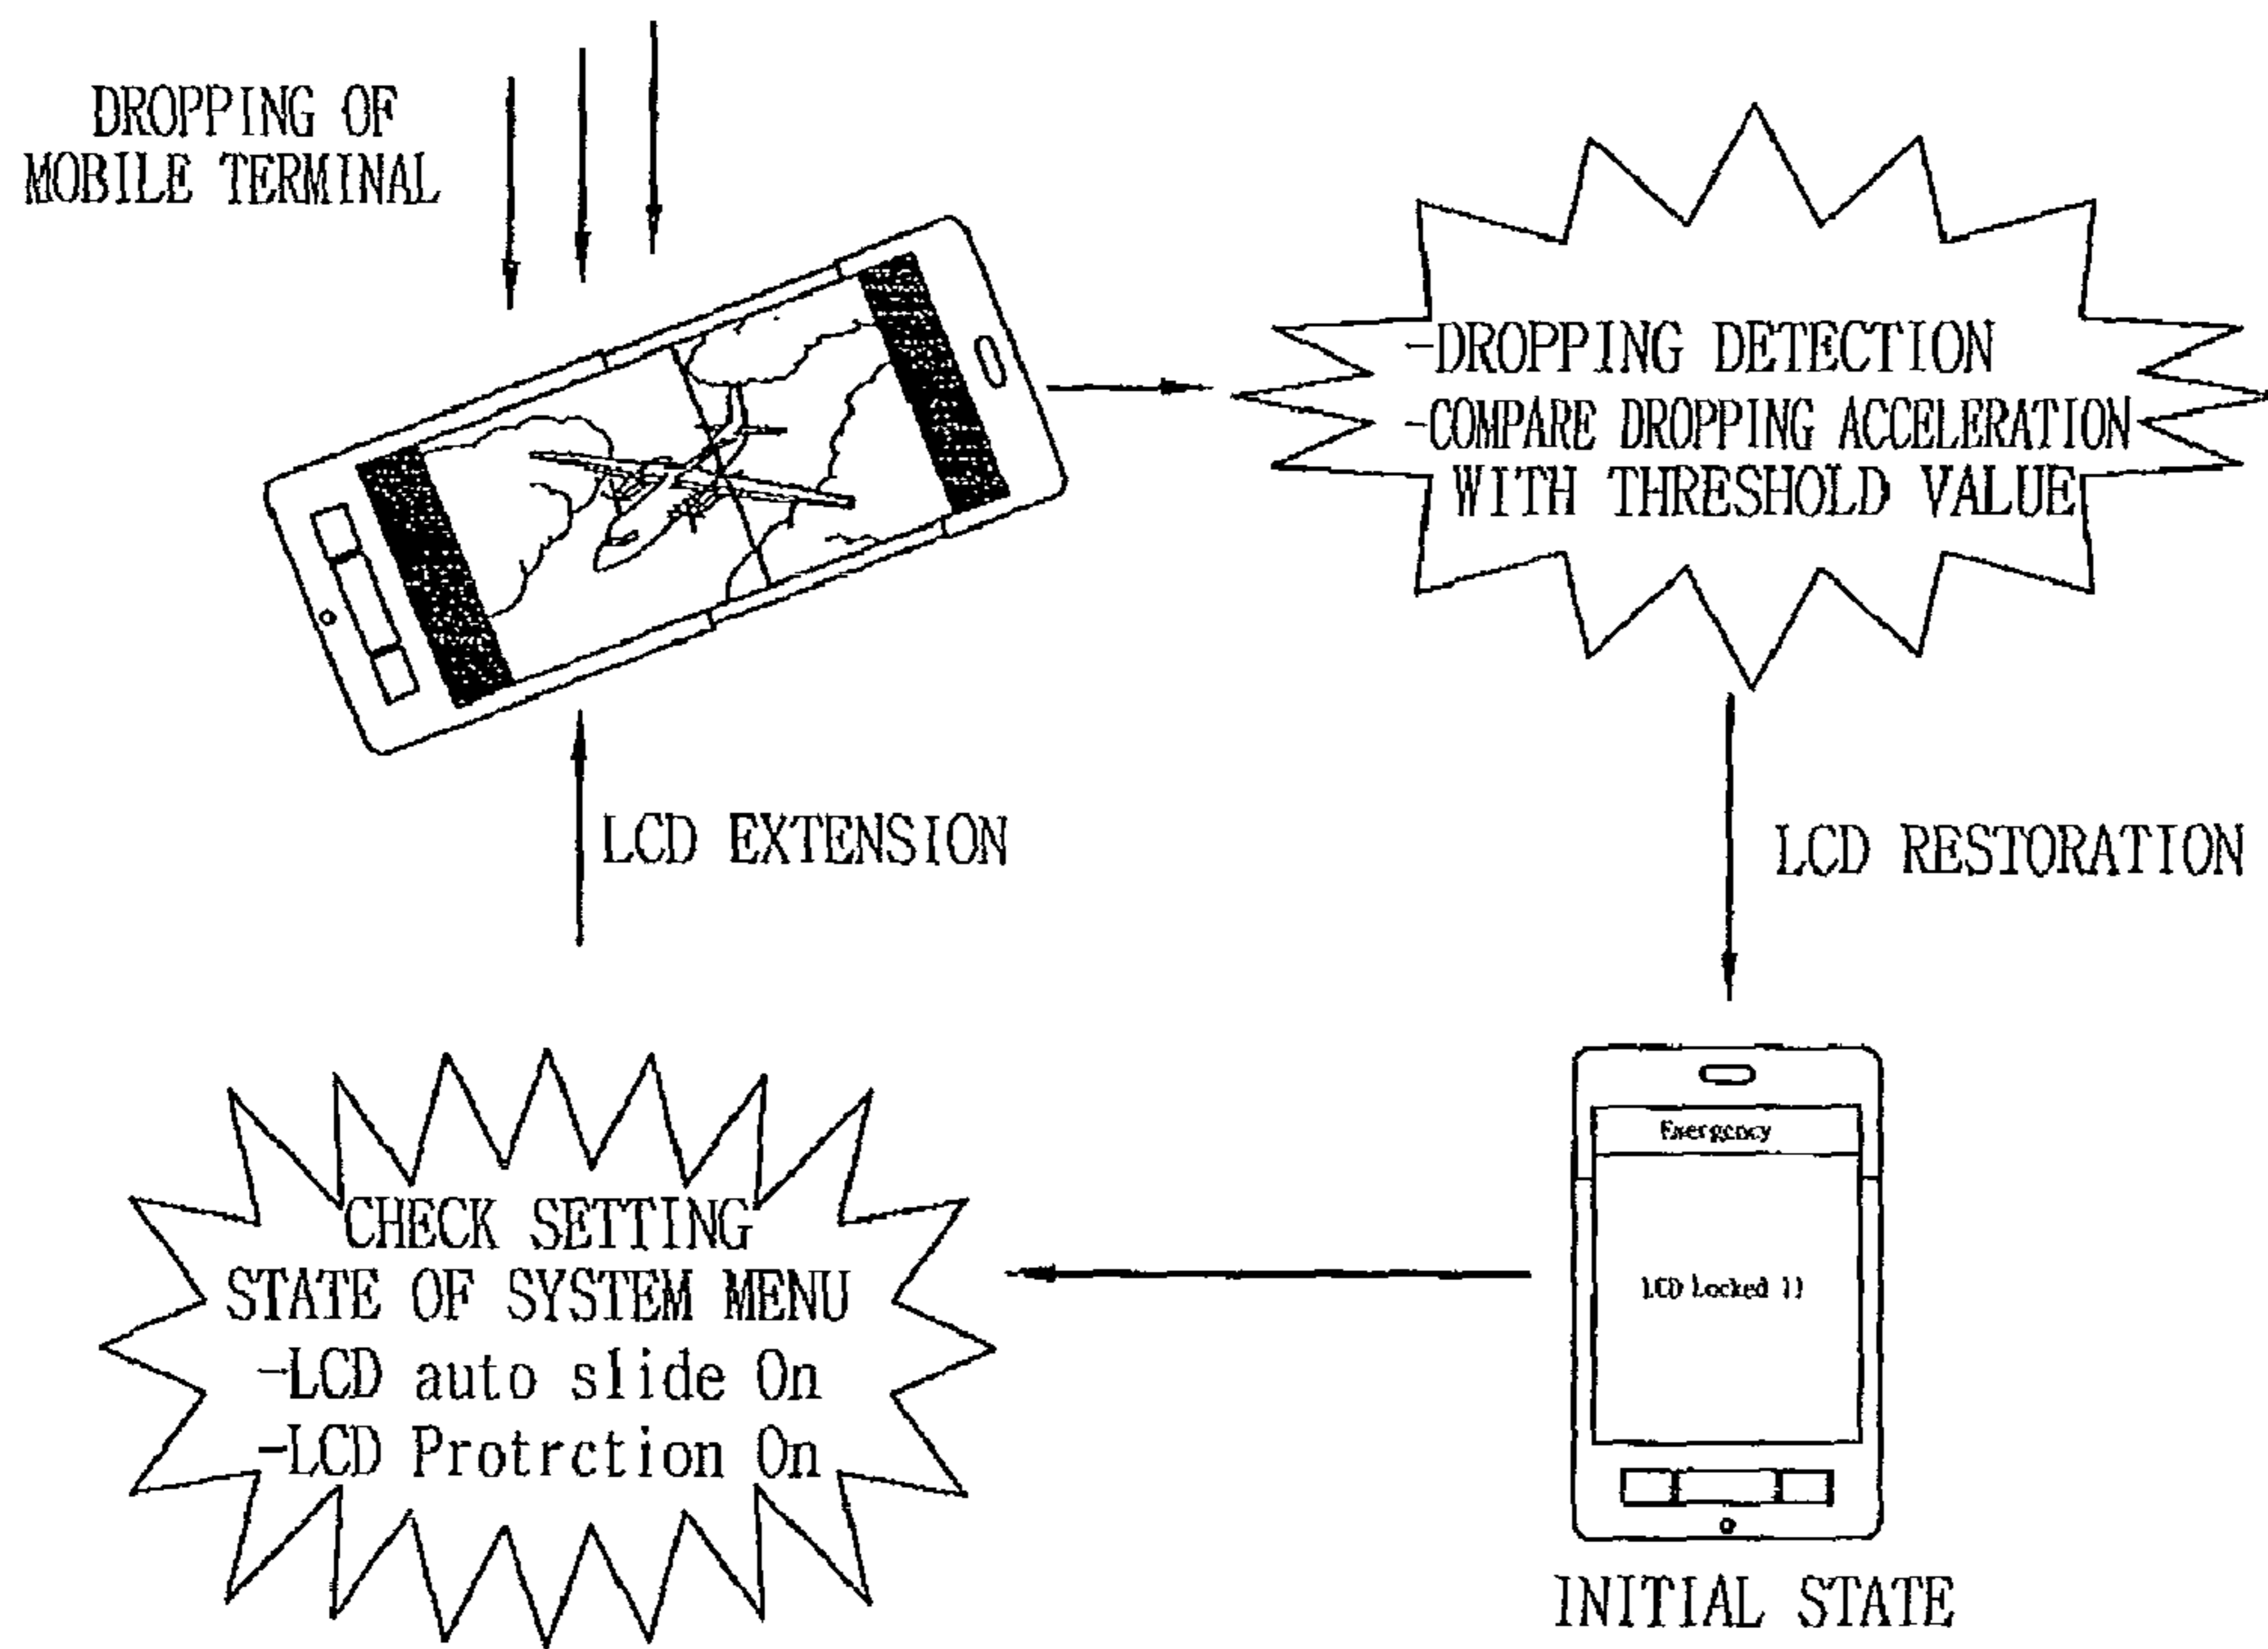 DROPPING OF
MOBILE TERMINAL
-DROPPING DETECTION
-COMPARE DROPPING ACCELERATION
WITH THRESHOLD VALUE
LCD EXTENSION
LCD RESTORATION
Emergency
LCD Locked !!
CHECK SETTING
STATE OF SYSTEM MENU
-LCD auto slide On
-LCD Protrction On
INITIAL STATE